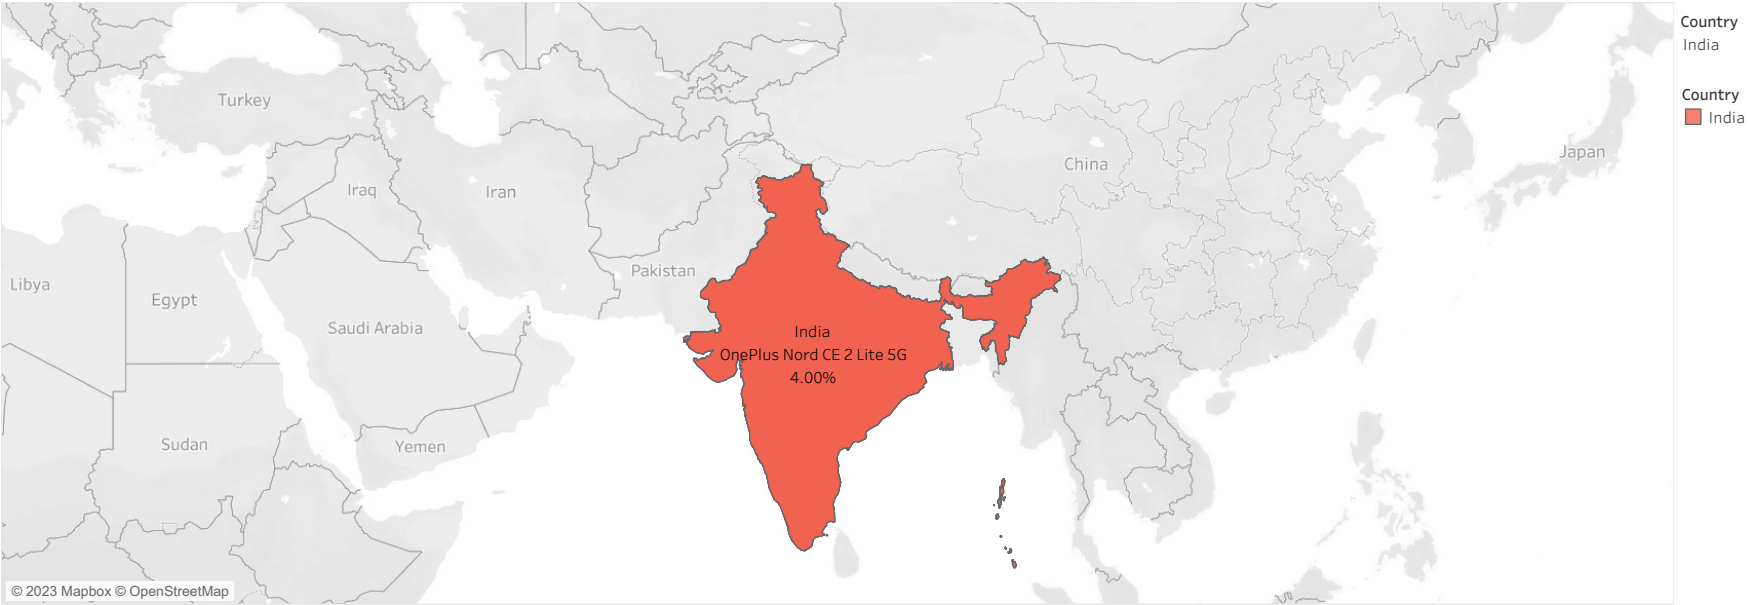 Country
India
Country
India
Turkey
China
Japan
Iraq
Iran
Pakistan
Libya
Egypt
Saudi Arabia
India
OnePlus Nord CE 2 Lite 5G
4.00%
Sudan
Yemen
© 2023 Mapbox © OpenStreetMap